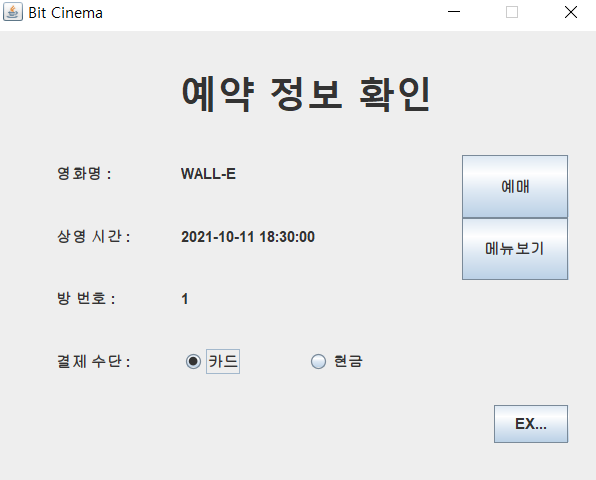 Bit Cinema
예약 정보 확인
영화명 : WALL-E
예매
상영 시간 : 2021-10-11 18:30:00
메뉴보기
방 번호 : 1
결제 수단 : 카드 현금
EX...